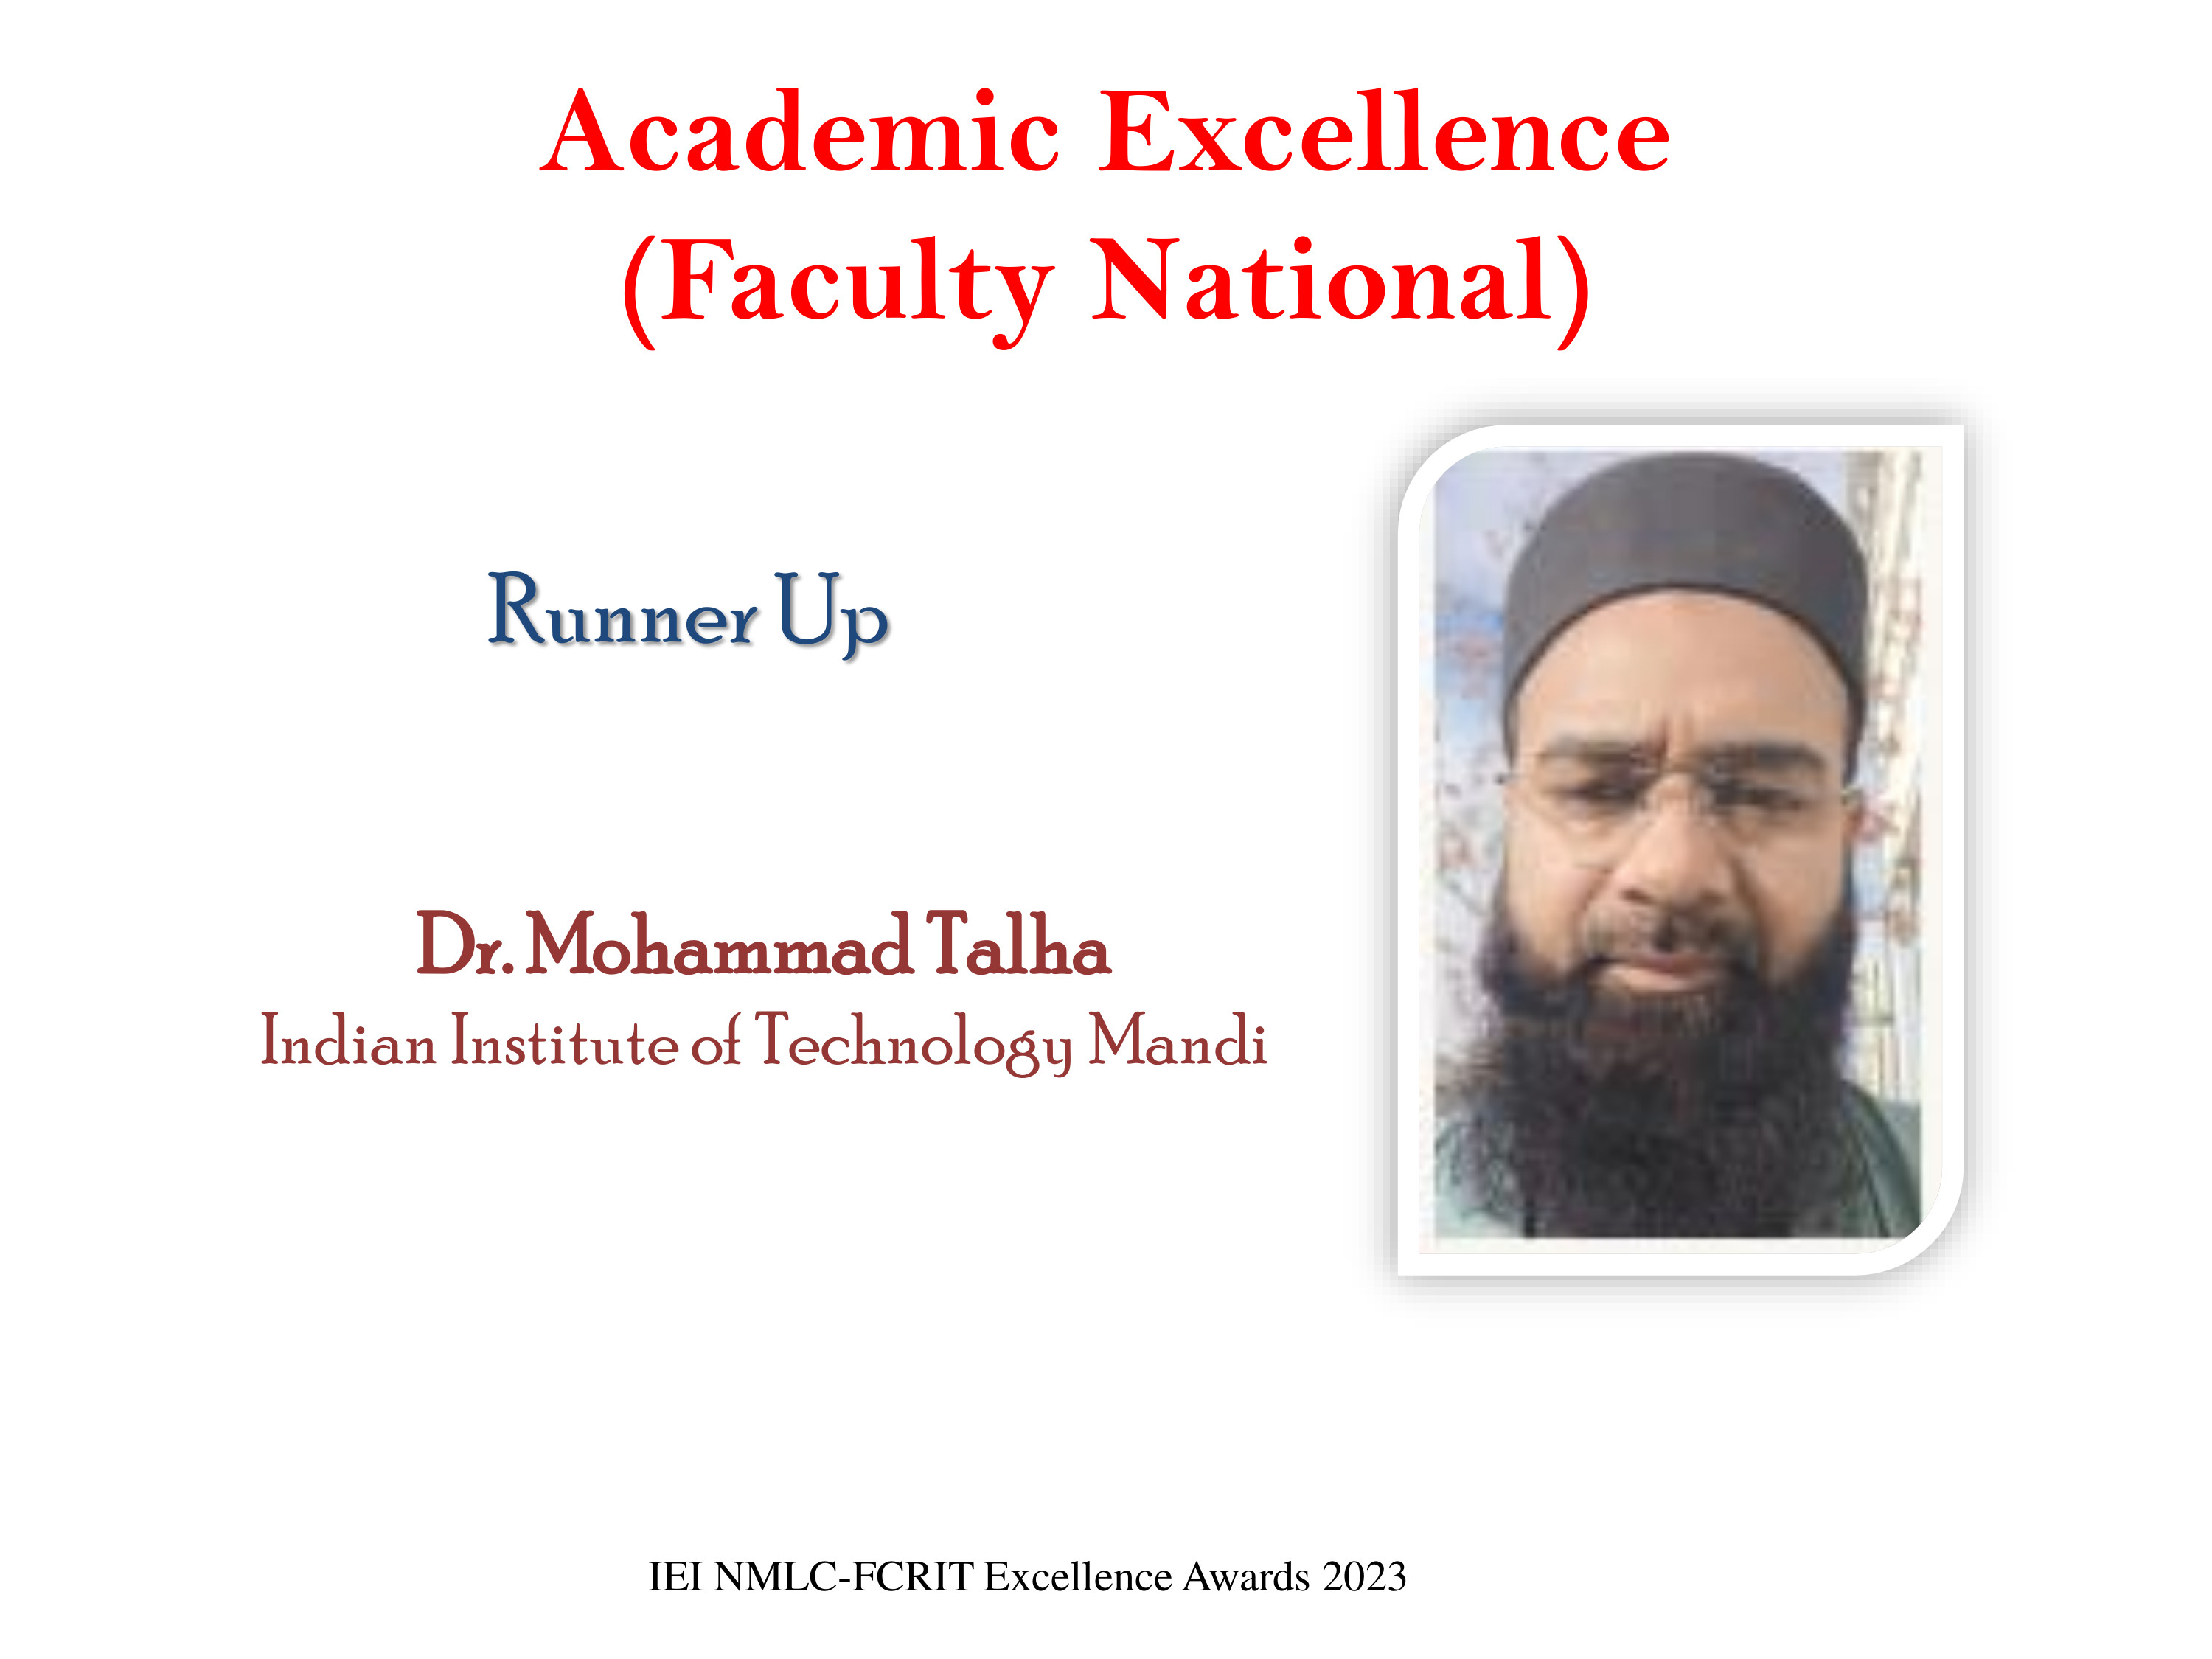 Academic Excellence
(Faculty National)
Runner Up
Dr. Mohammad Talha
Indian Institute of Technology Mandi
IEI NMLC-FCRIT Excellence Awards 2023